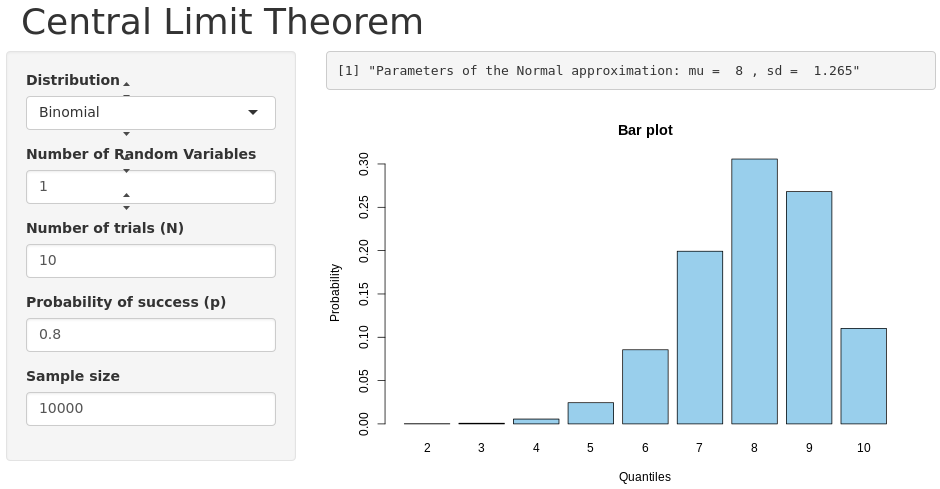 Central Limit Theorem
Distribution
Binomial
Number of Random Variables
1
Number of trials (N)
10
Probability of success (p)
0.8
Sample size
10000
[1] "Parameters of the Normal approximation: mu =  8 , sd =  1.265"
Bar plot
Probability
0.30
0.25
0.20
0.15
0.10
0.05
0.00
2 3 4 5 6 7 8 9 10
Quantiles